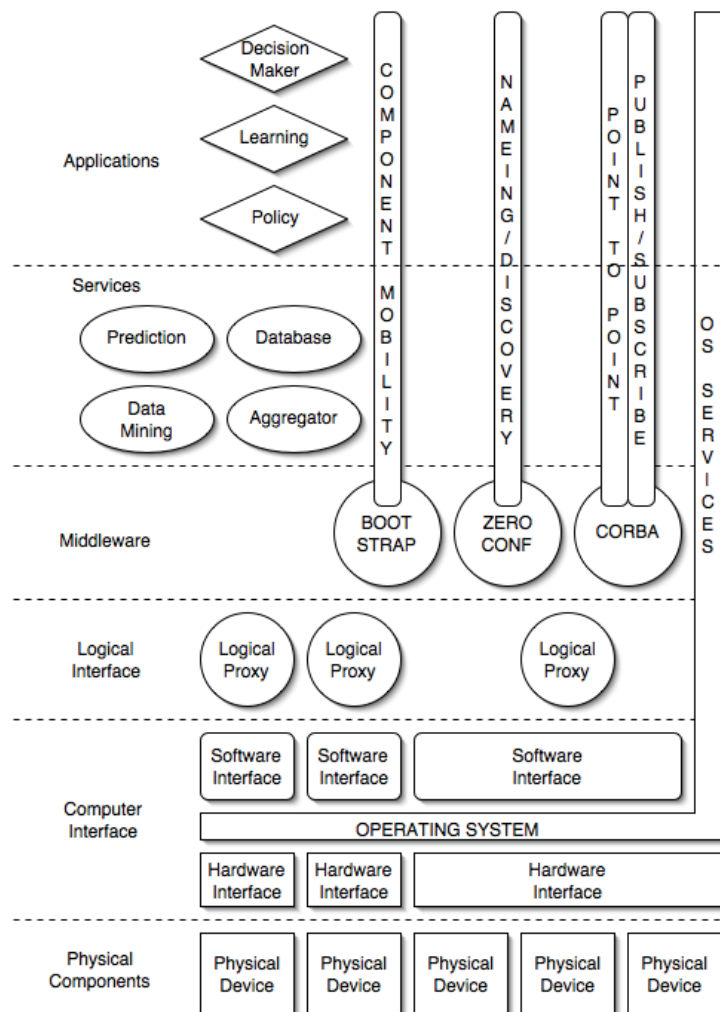 Decision
Maker
Learning
Policy
Applications
COMPONENT MOBILITY
NAMEING/DISCOVERY
POINT TO POINT
PUBLISH/SUBSCRIBE
OS SERVICES
Services
Prediction
Database
Data
Mining
Aggregator
Middleware
BOOT
STRAP
ZERO
CONF
CORBA
Logical
Interface
Logical
Proxy
Logical
Proxy
Logical
Proxy
Computer
Interface
Software
Interface
Software
Interface
Software
Interface
OPERATING SYSTEM
Hardware
Interface
Hardware
Interface
Hardware
Interface
Physical
Components
Physical
Device
Physical
Device
Physical
Device
Physical
Device
Physical
Device